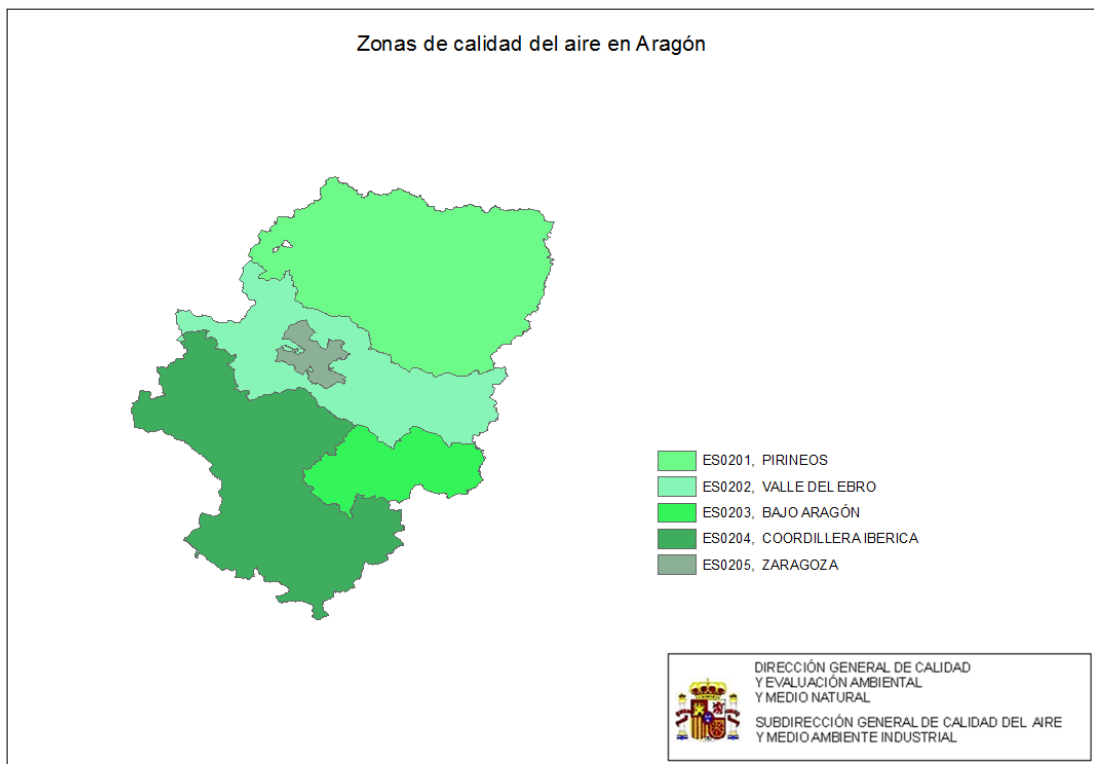 Zonas de calidad del aire en Aragón
ES0201, PIRINEOS
ES0202, VALLE DEL EBRO
ES0203, BAJO ARAGÓN
ES0204, COORDILLERA IBERICA
ES0205, ZARAGOZA
DIRECCIÓN GENERAL DE CALIDAD
Y EVALUACIÓN AMBIENTAL
Y MEDIO NATURAL
SUBDIRECCIÓN GENERAL DE CALIDAD DEL AIRE
Y MEDIO AMBIENTE INDUSTRIAL